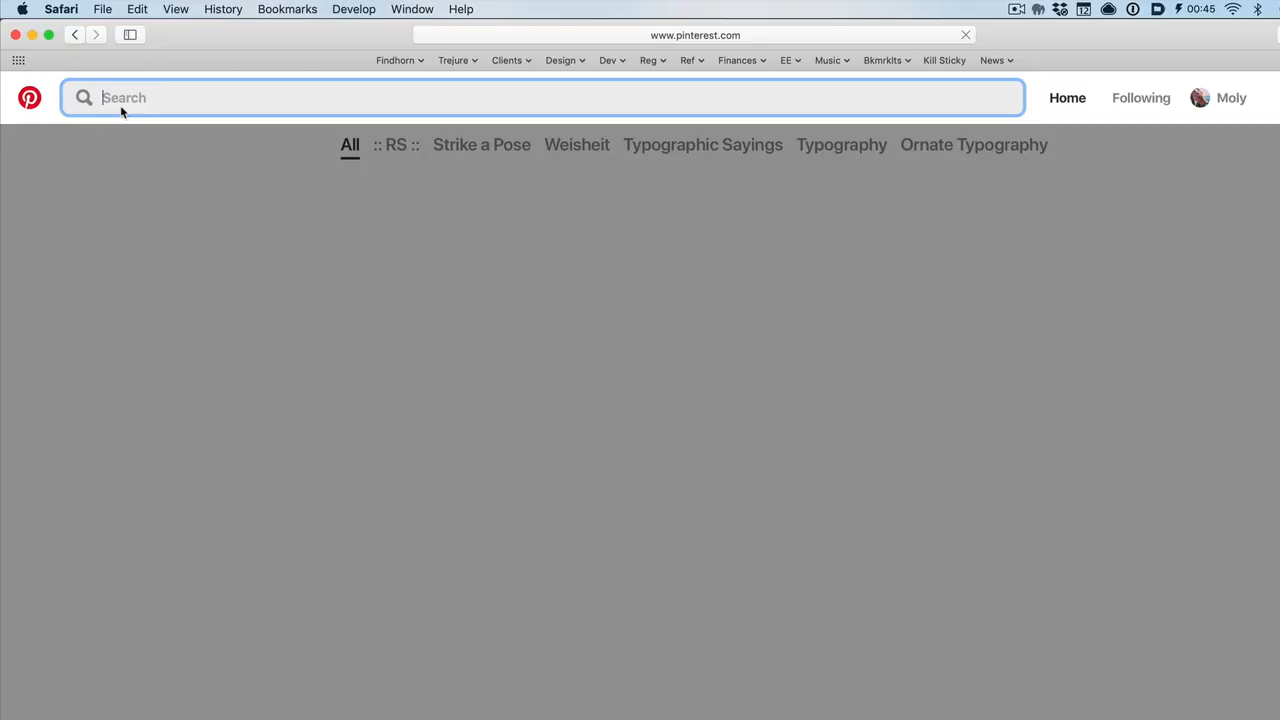 Safari File Edit View History Bookmarks Develop Window Help 12 00:45
www.pinterest.com
Findhorn Trejure Clients Design Dev Reg Ref Finances EE Music Bkmrklts Kill Sticky News
Search Home Following Moly
All :: RS :: Strike a Pose Weisheit Typographic Sayings Typography Ornate Typography